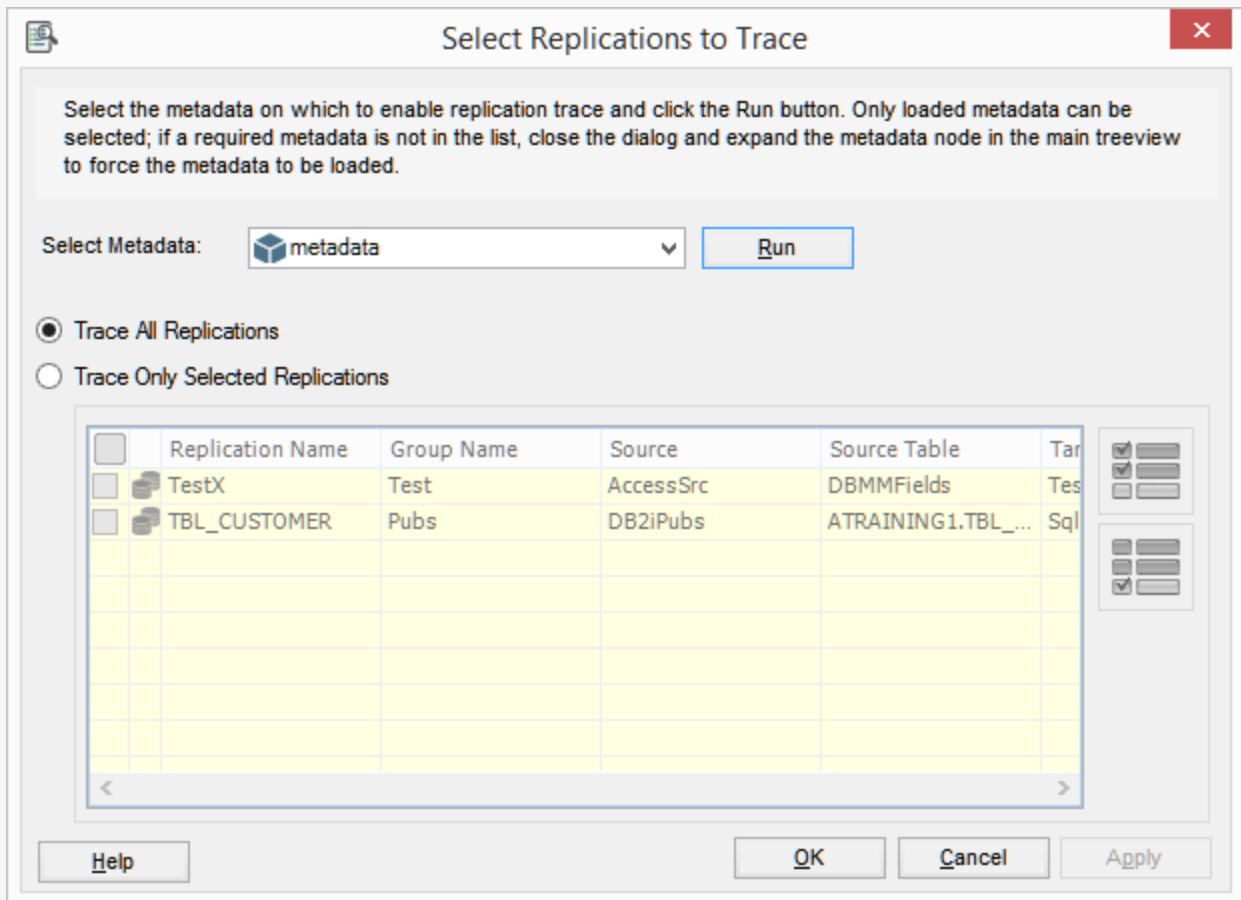 Select Replications to Trace
Select the metadata on which to enable replication trace and click the Run button. Only loaded metadata can be
selected; if a required metadata is not in the list, close the dialog and expand the metadata node in the main treeview
to force the metadata to be loaded.
Select Metadata: metadata Run
Trace All Replications
Trace Only Selected Replications
Replication Name Group Name Source Source Table Tar
TestX Test AccessSrc DBMMFields Tes
TBL_CUSTOMER Pubs DB2iPubs ATRAINING1.TBL_... Sql
Help OK Cancel Apply